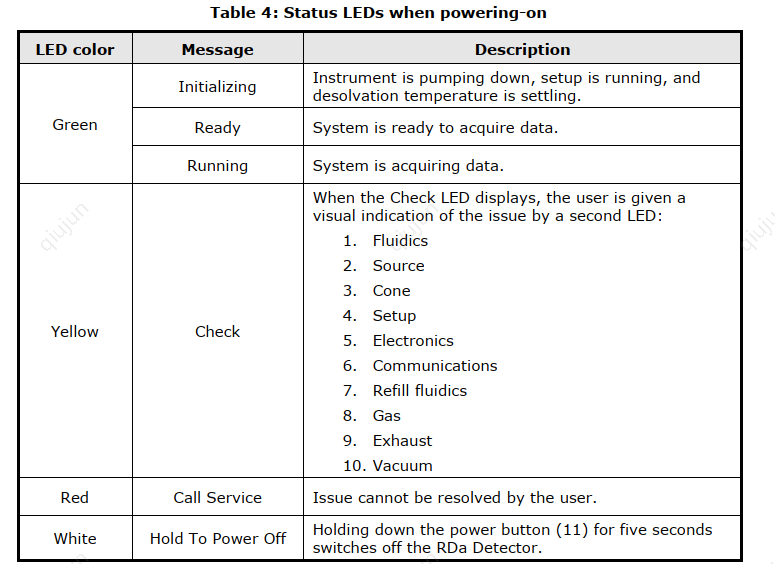 Table 4: Status LEDs when powering-on
LED color Message Description
Green
Initializing
Instrument is pumping down, setup is running, and
desolvation temperature is settling.
Ready System is ready to acquire data.
Running System is acquiring data.
Yellow
Check
When the Check LED displays, the user is given a
visual indication of the issue by a second LED:
1. Fluidics
2. Source
3. Cone
4. Setup
5. Electronics
6. Communications
7. Refill fluidics
8. Gas
9. Exhaust
10. Vacuum
Red Call Service Issue cannot be resolved by the user.
White Hold To Power Off
Holding down the power button (11) for five seconds
switches off the RDa Detector.
qiujun